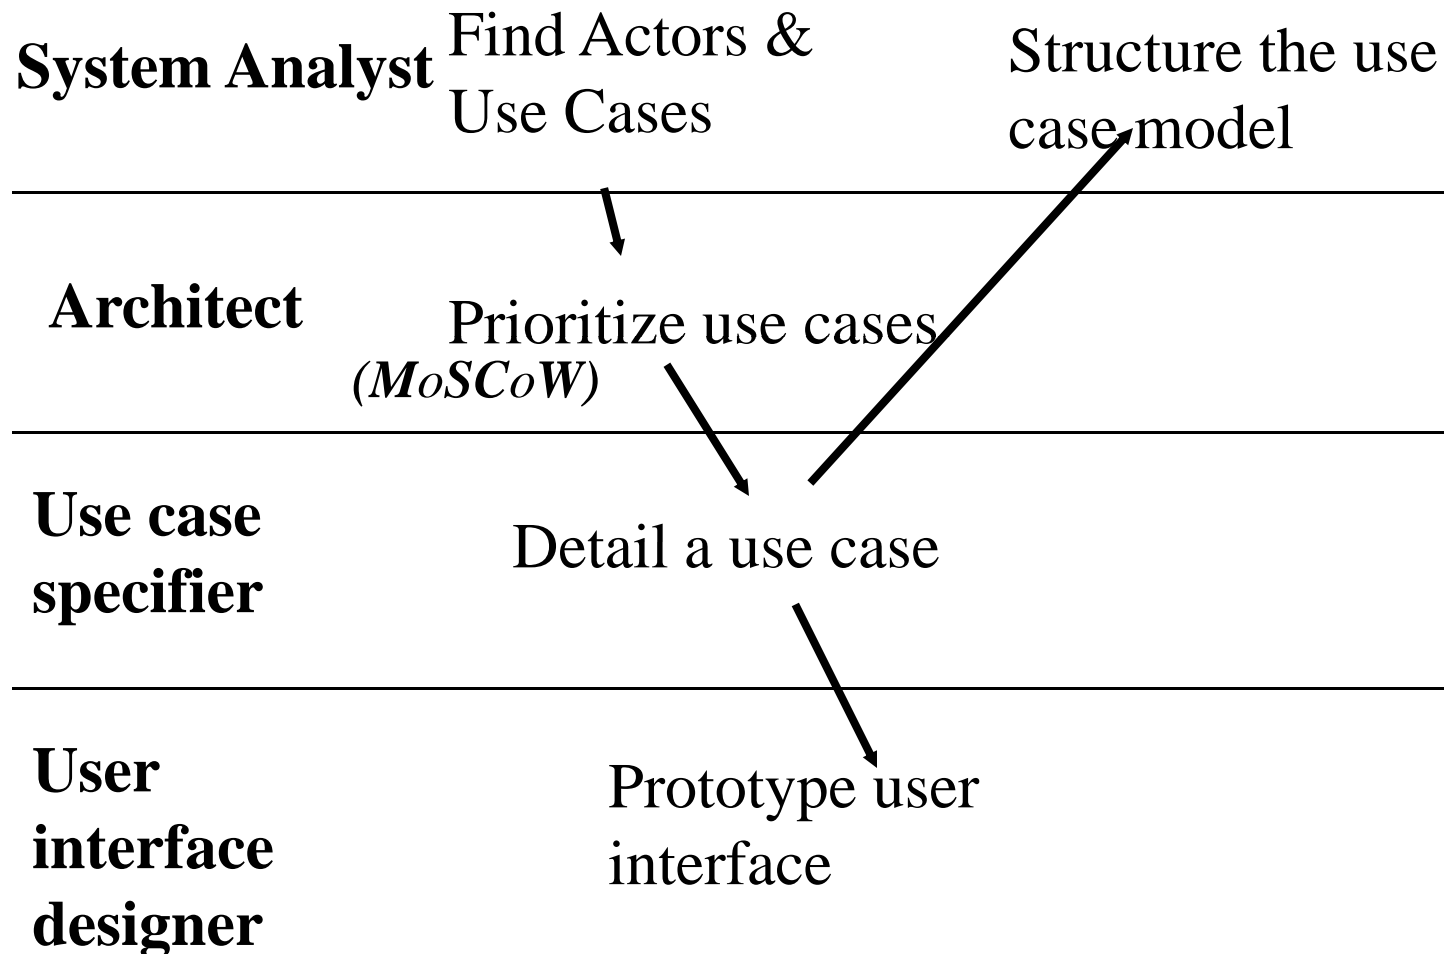 System Analyst
Find Actors &
Use Cases
Structure the use
case model
Architect
Prioritize use cases
(MoSCoW)
Use case
specifier
Detail a use case
User
interface
designer
Prototype user
interface